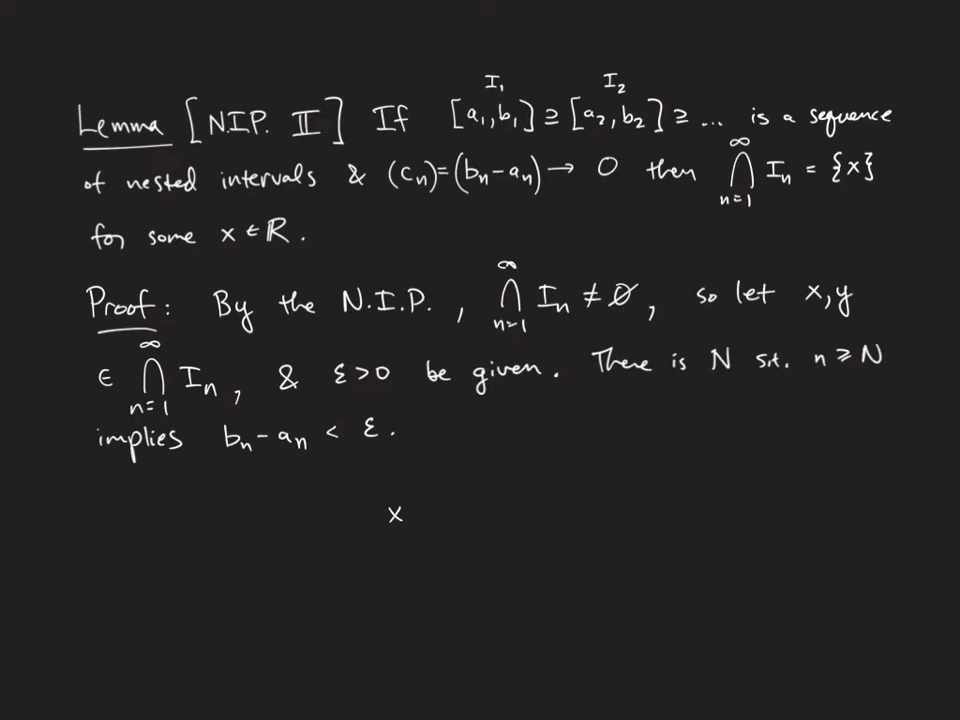 I₁ I₂
Lemma [N.I.P. II] If [a₁,b₁] ⊇ [a₂,b₂] ⊇ ... is a sequence
of nested intervals & (cₙ)=(bₙ-aₙ) → 0 then ∞⋂n=1 Iₙ = {x}
for some x ∈ ℝ.
Proof: By the N.I.P., ∞⋂n=1 Iₙ ≠ ∅, so let x,y
∈ ∞⋂n=1 Iₙ, & ε>0 be given. There is N s.t. n ≥ N
implies bₙ-aₙ < ε.
x